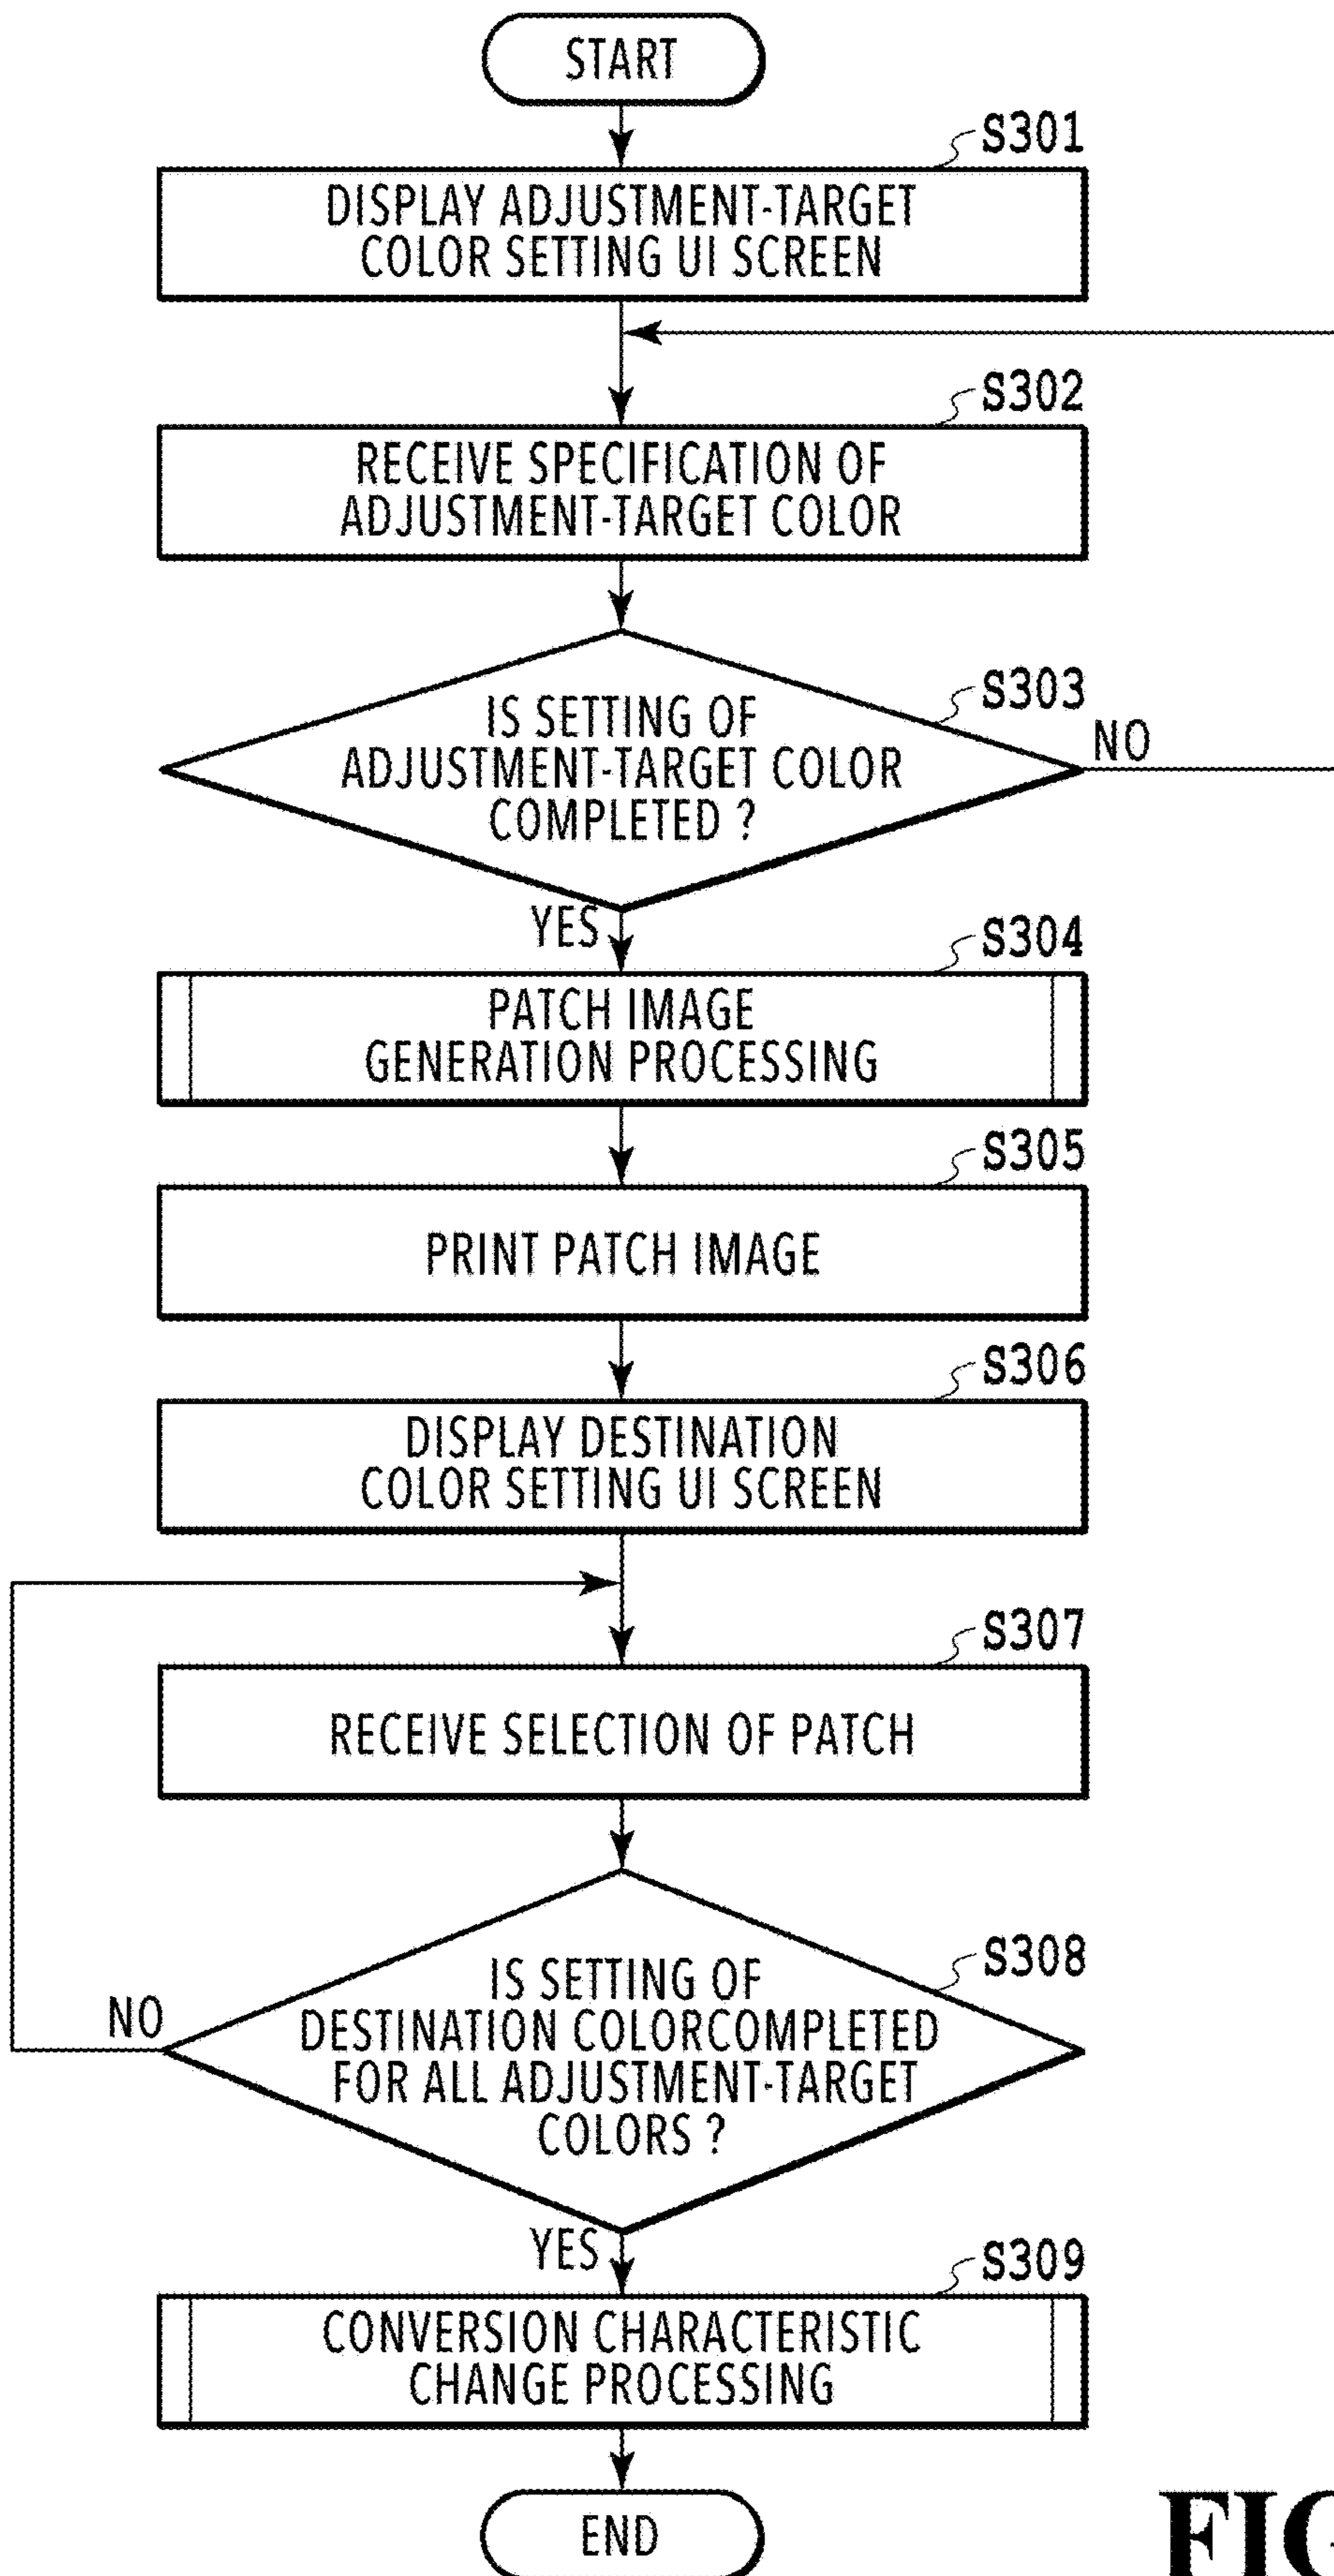 START
S301
DISPLAY ADJUSTMENT-TARGET
COLOR SETTING UI SCREEN
S302
RECEIVE SPECIFICATION OF
ADJUSTMENT-TARGET COLOR
S303
IS SETTING OF
ADJUSTMENT-TARGET COLOR
COMPLETED ?
NO
YES
S304
PATCH IMAGE
GENERATION PROCESSING
S305
PRINT PATCH IMAGE
S306
DISPLAY DESTINATION
COLOR SETTING UI SCREEN
S307
RECEIVE SELECTION OF PATCH
S308
IS SETTING OF
DESTINATION COLORCOMPLETED
FOR ALL ADJUSTMENT-TARGET
COLORS ?
NO
YES
S309
CONVERSION CHARACTERISTIC
CHANGE PROCESSING
END